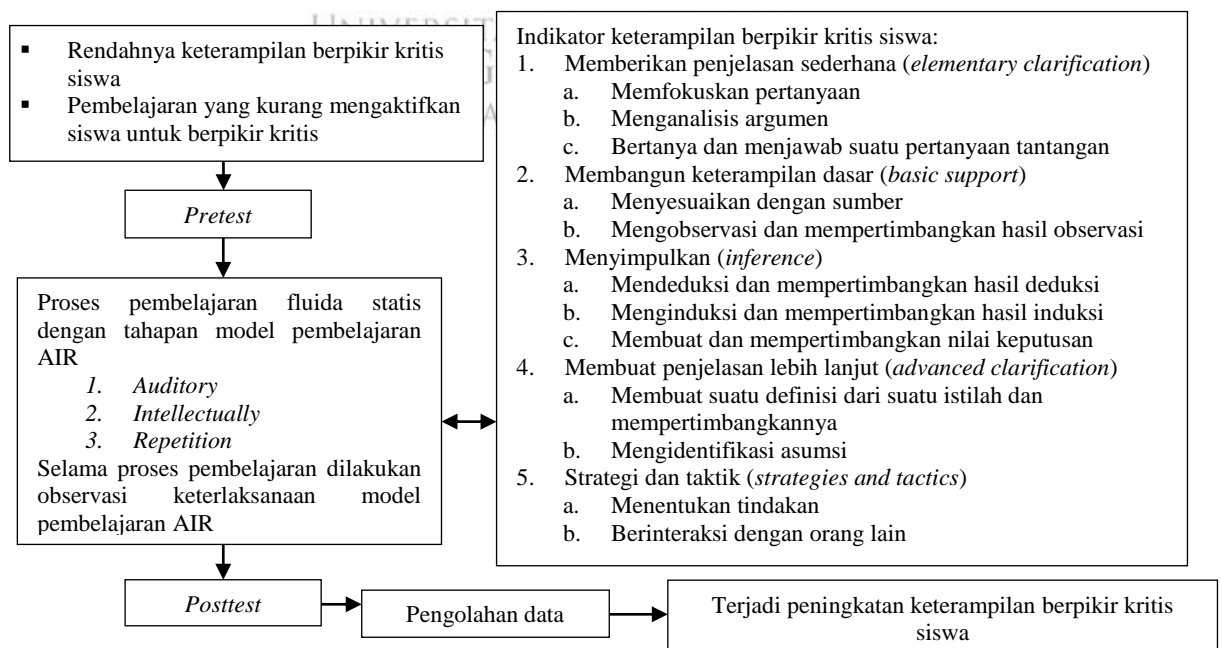 UNIVERSITA
▪ Rendahnya keterampilan berpikir kritis
siswa
▪ Pembelajaran yang kurang mengaktifkan
siswa untuk berpikir kritis
Pretest
Proses pembelajaran fluida statis
dengan tahapan model pembelajaran
AIR
1. Auditory
2. Intellectually
3. Repetition
Selama proses pembelajaran dilakukan
observasi keterlaksanaan model
pembelajaran AIR
Indikator keterampilan berpikir kritis siswa:
1. Memberikan penjelasan sederhana (elementary clarification)
a. Memfokuskan pertanyaan
b. Menganalisis argumen
c. Bertanya dan menjawab suatu pertanyaan tantangan
2. Membangun keterampilan dasar (basic support)
a. Menyesuaikan dengan sumber
b. Mengobservasi dan mempertimbangkan hasil observasi
3. Menyimpulkan (inference)
a. Mendeduksi dan mempertimbangkan hasil deduksi
b. Menginduksi dan mempertimbangkan hasil induksi
c. Membuat dan mempertimbangkan nilai keputusan
4. Membuat penjelasan lebih lanjut (advanced clarification)
a. Membuat suatu definisi dari suatu istilah dan
mempertimbangkannya
b. Mengidentifikasi asumsi
5. Strategi dan taktik (strategies and tactics)
a. Menentukan tindakan
b. Berinteraksi dengan orang lain
Posttest
Pengolahan data
Terjadi peningkatan keterampilan berpikir kritis
siswa